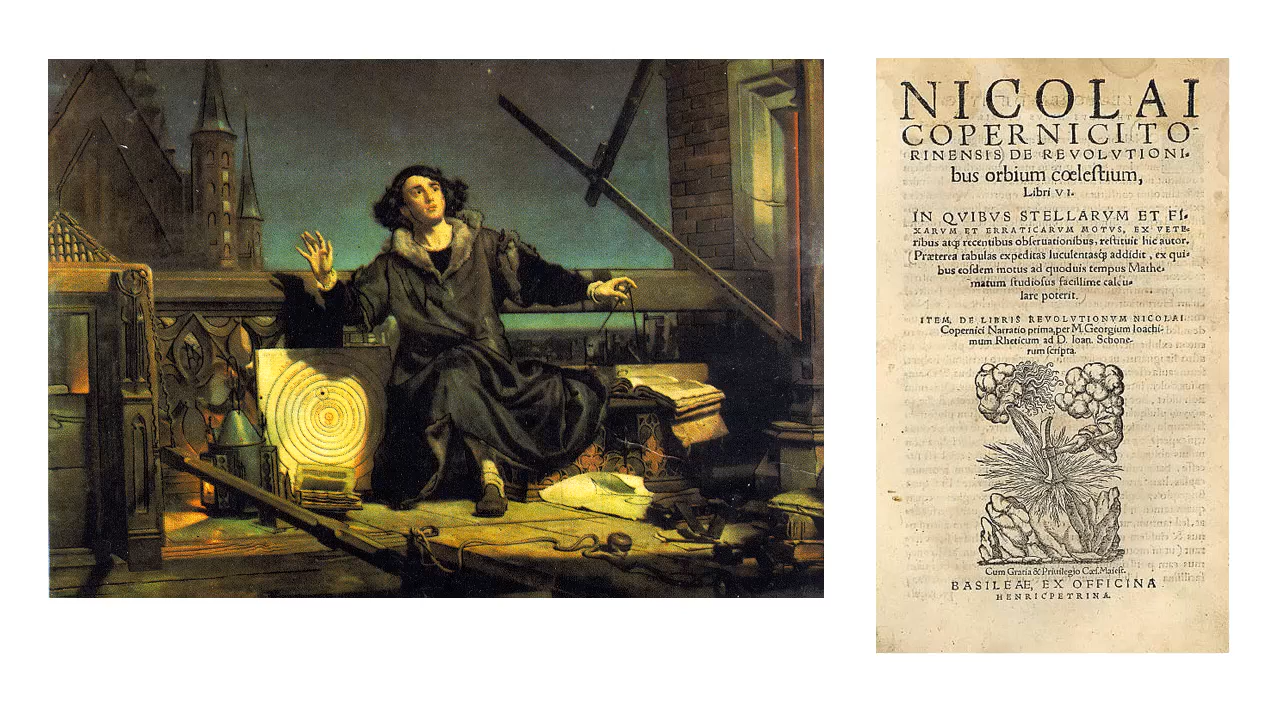 NICOLAI
COPERNICI TO-
RINENSIS DE REVOLVTIONI-
bus orbium cœleſtium,
Libri VI.
IN QVIBVS STELLARVM ET FI-
XARVM ET ERRATICARVM MOTVS, EX VETE-
ribus atq; recentibus obſeruationibus, reſtituit hic autor.
Præterea tabulas expeditas luculentasq; addidit, ex qui-
bus eoſdem motus ad quoduis tempus Mathe-
matum ſtudioſus facillime calcu-
lare poterit.
ITEM, DE LIBRIS REVOLVTIONVM NICOLAI
Copernici Narratio prima, per M. Georgium Ioachi-
mum Rheticum ad D. Ioan. Schone-
rum ſcripta.
Cum Gratia & Priuilegio Cæſ. Maieſt.
BASILEAE, EX OFFICINA
HENRICPETRINA.